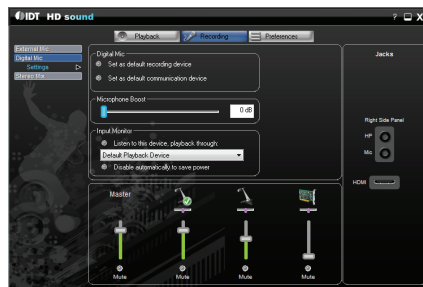 IDT HD sound
? X
Playback Recording Preferences
External Mic
Digital Mic
Settings
Stereo Mix
Digital Mic
Set as default recording device
Set as default communication device
Microphone Boost
0 dB
Input Monitor
Listen to this device, playback through:
Default Playback Device
Disable automatically to save power
Master
Mute Mute Mute Mute
Jacks
Right Side Panel
HP
Mic
HDMI